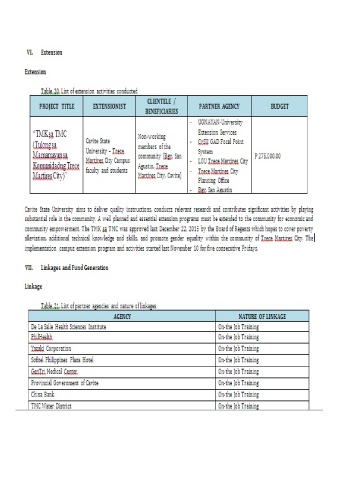 VI. Extension
Extension
Table 20. List of extension activities conducted
PROJECT TITLE
EXTENSIONIST
CLIENTELE /
BENEFICIARIES
PARTNER AGENCY
BUDGET
"TMK sa TMC
(Tulong sa
Mamamayan sa
Komunidad ng Trece
Martires City)"
Cavite State
University – Trece
Martires City Campus
faculty and students
Non-working
members of the
community (Brgy. San
Agustin, Trece
Martires City, Cavite)
- UGNAYAN-University
Extension Services
- CvSU GAD Focal Point
System
- LGU Trece Martires City
- Trece Martires City
Planning Office
- Brgy. San Agustin
P 275,000.00
Cavite State University aims to deliver quality instructions, conducts relevant research and contributes significant activities by playing
substantial role in the community. A well planned and essential extension programs must be extended to the community for economic and
community empowerment. The TMK sa TMC was approved last December 22, 2015 by the Board of Regents which hopes to cover poverty
alleviation, additional technical knowledge and skills, and promote gender equality within the community of Trece Martires City. The
implementation, campus extension program and activities started last November 10 for five consecutive Fridays.
VII. Linkages and Fund Generation
Linkage
Table 21. List of partner agencies and nature of linkages
AGENCY
NATURE OF LINKAGE
De La Salle Health Sciences Institute
On-the Job Training
PhilHealth
On-the Job Training
Yazaki Corporation
On-the Job Training
Sofitel Philippines Plaza Hotel
On-the Job Training
GenTri Medical Center
On-the Job Training
Provincial Government of Cavite
On-the Job Training
China Bank
On-the Job Training
TMC Water District
On-the Job Training